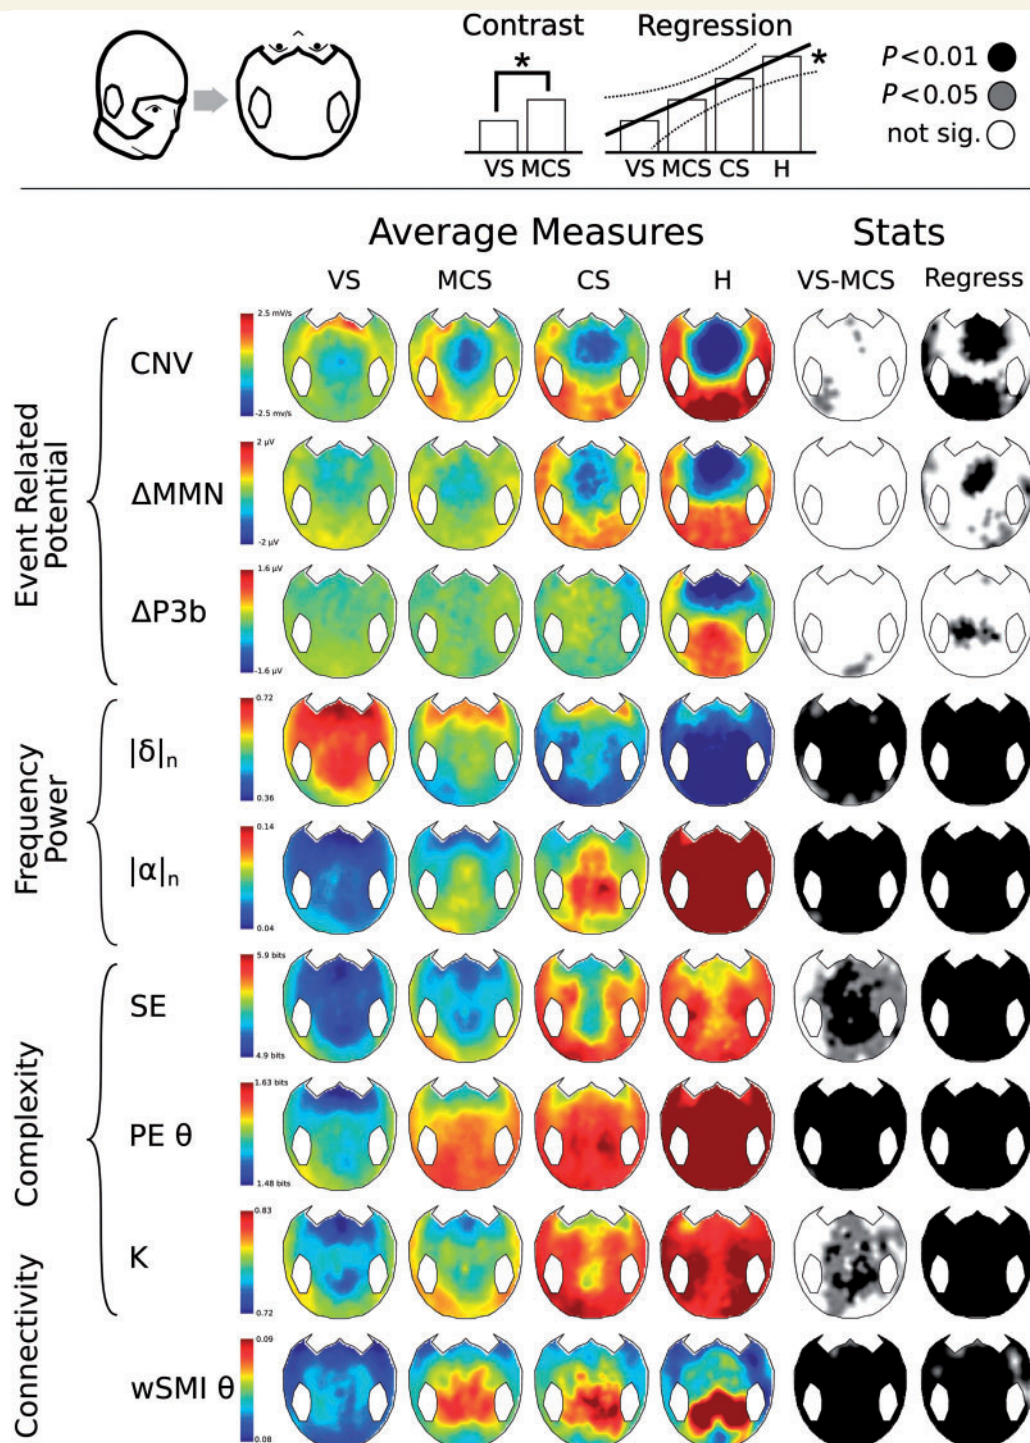 Contrast
Regression
*
*
VS MCS
VS MCS CS H
P<0.01
P<0.05
not sig.
Average Measures
Stats
VS
MCS
CS
H
VS-MCS
Regress
Event Related
Potential
CNV
2.5 mV/s
-2.5 mv/s
ΔMMN
2 µV
-2 µV
ΔP3b
1.6 µV
-1.6 µV
Frequency
Power
|δ|n
0.72
0.36
|α|n
0.14
0.04
Complexity
SE
5.9 bits
4.9 bits
PE θ
1.63 bits
1.48 bits
K
0.83
0.72
Connectivity
wSMI θ
0.09
0.08